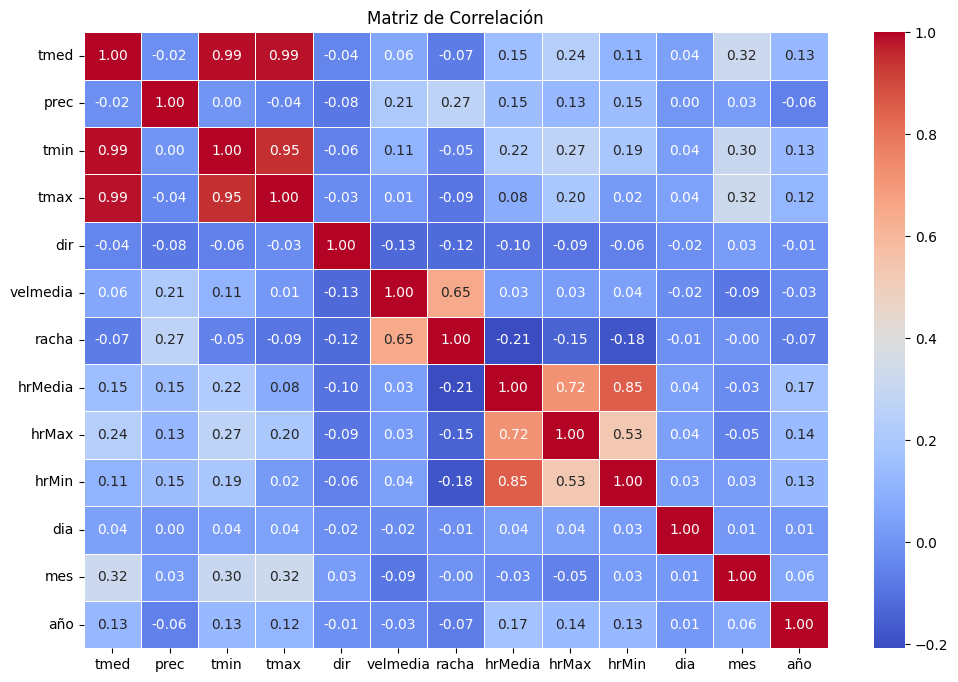 Matriz de Correlación
tmed 1.00 -0.02 0.99 0.99 -0.04 0.06 -0.07 0.15 0.24 0.11 0.04 0.32 0.13
prec -0.02 1.00 0.00 -0.04 -0.08 0.21 0.27 0.15 0.13 0.15 0.00 0.03 -0.06
tmin 0.99 0.00 1.00 0.95 -0.06 0.11 -0.05 0.22 0.27 0.19 0.04 0.30 0.13
tmax 0.99 -0.04 0.95 1.00 -0.03 0.01 -0.09 0.08 0.20 0.02 0.04 0.32 0.12
dir -0.04 -0.08 -0.06 -0.03 1.00 -0.13 -0.12 -0.10 -0.09 -0.06 -0.02 0.03 -0.01
velmedia 0.06 0.21 0.11 0.01 -0.13 1.00 0.65 0.03 0.03 0.04 -0.02 -0.09 -0.03
racha -0.07 0.27 -0.05 -0.09 -0.12 0.65 1.00 -0.21 -0.15 -0.18 -0.01 -0.00 -0.07
hrMedia 0.15 0.15 0.22 0.08 -0.10 0.03 -0.21 1.00 0.72 0.85 0.04 -0.03 0.17
hrMax 0.24 0.13 0.27 0.20 -0.09 0.03 -0.15 0.72 1.00 0.53 0.04 -0.05 0.14
hrMin 0.11 0.15 0.19 0.02 -0.06 0.04 -0.18 0.85 0.53 1.00 0.03 0.03 0.13
dia 0.04 0.00 0.04 0.04 -0.02 -0.02 -0.01 0.04 0.04 0.03 1.00 0.01 0.01
mes 0.32 0.03 0.30 0.32 0.03 -0.09 -0.00 -0.03 -0.05 0.03 0.01 1.00 0.06
año 0.13 -0.06 0.13 0.12 -0.01 -0.03 -0.07 0.17 0.14 0.13 0.01 0.06 1.00
tmed prec tmin tmax dir velmedia racha hrMedia hrMax hrMin dia mes año
1.0
0.8
0.6
0.4
0.2
0.0
−0.2